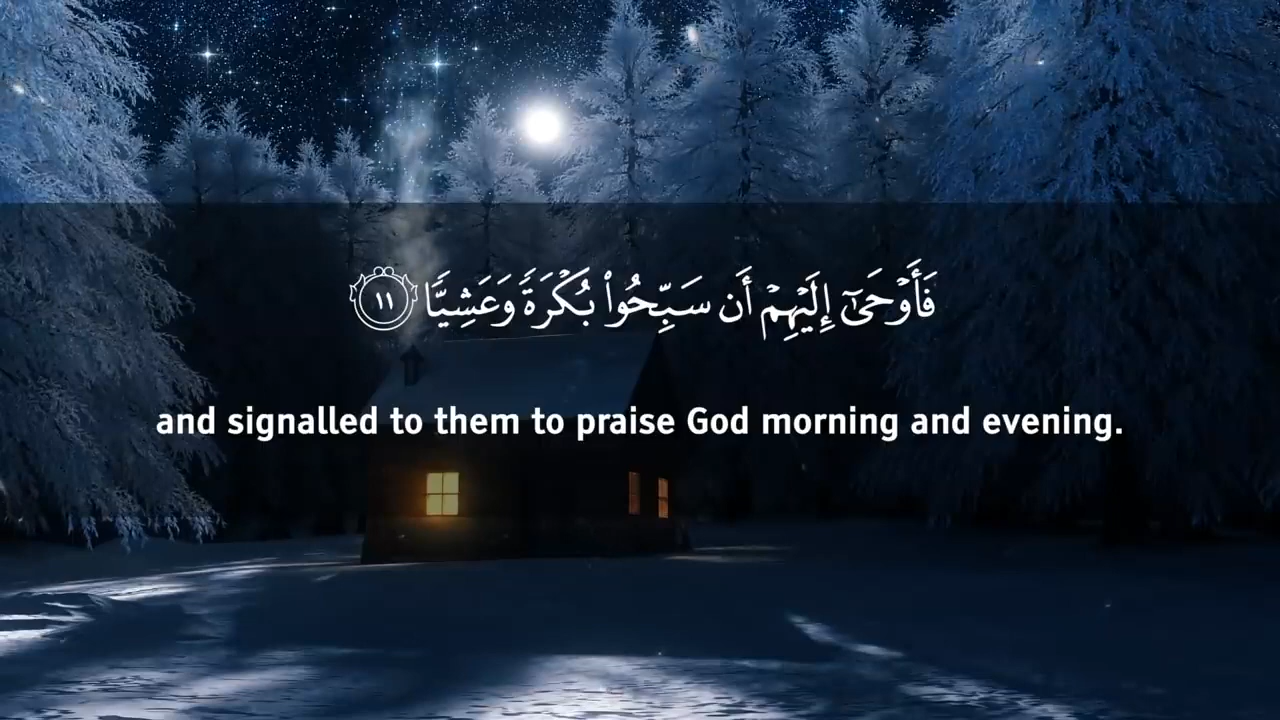 فَأَوْحَىٰٓ إِلَيْهِمْ أَن سَبِّحُوا۟ بُكْرَةً وَعَشِيًّا ١١
and signalled to them to praise God morning and evening.